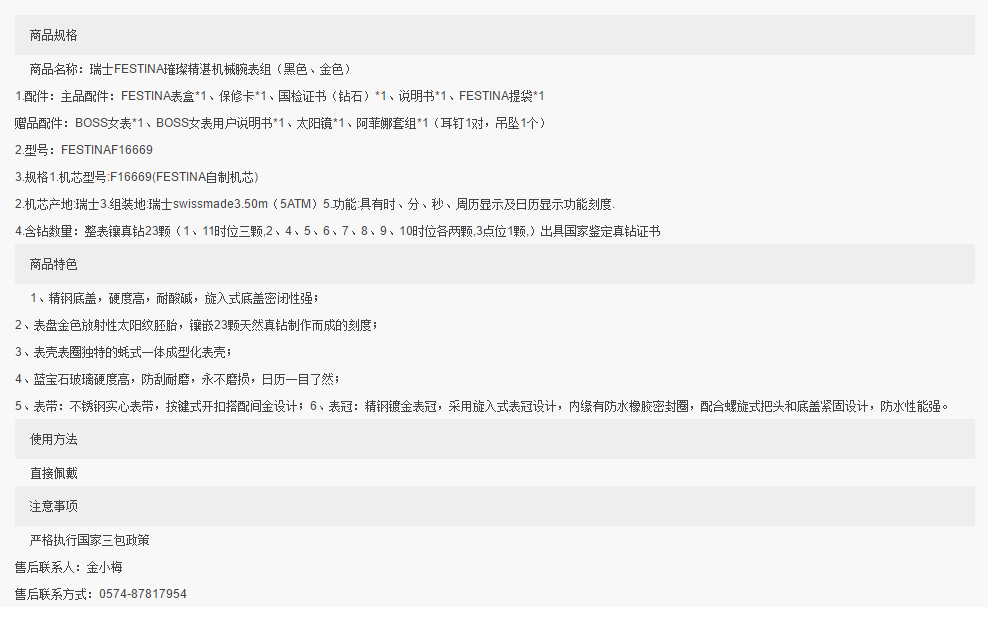 商品规格
商品名称：瑞士FESTINA璀璨精湛机械腕表组（黑色、金色）
1.配件：主品配件：FESTINA表盒*1、保修卡*1、国检证书（钻石）*1、说明书*1、FESTINA提袋*1
赠品配件：BOSS女表*1、BOSS女表用户说明书*1、太阳镜*1、阿菲娜套组*1（耳钉1对，吊坠1个）
2.型号：FESTINAF16669
3.规格1.机芯型号:F16669(FESTINA自制机芯)
2.机芯产地:瑞士3.组装地:瑞士swissmade3.50m（5ATM）5.功能:具有时、分、秒、周历显示及日历显示功能刻度.
4.含钻数量：整表镶真钻23颗（1、11时位三颗,2、4、5、6、7、8、9、10时位各两颗,3点位1颗,）出具国家鉴定真钻证书
商品特色
1、精钢底盖，硬度高，耐酸碱，旋入式底盖密闭性强；
2、表盘金色放射性太阳纹胚胎，镶嵌23颗天然真钻制作而成的刻度；
3、表壳表圈独特的蚝式一体成型化表壳；
4、蓝宝石玻璃硬度高，防刮耐磨，永不磨损，日历一目了然；
5、表带：不锈钢实心表带，按键式开扣搭配间金设计；6、表冠：精钢镀金表冠，采用旋入式表冠设计，内缘有防水橡胶密封圈，配合螺旋式把头和底盖紧固设计，防水性能强。
使用方法
直接佩戴
注意事项
严格执行国家三包政策
售后联系人：金小梅
售后联系方式：0574-87817954